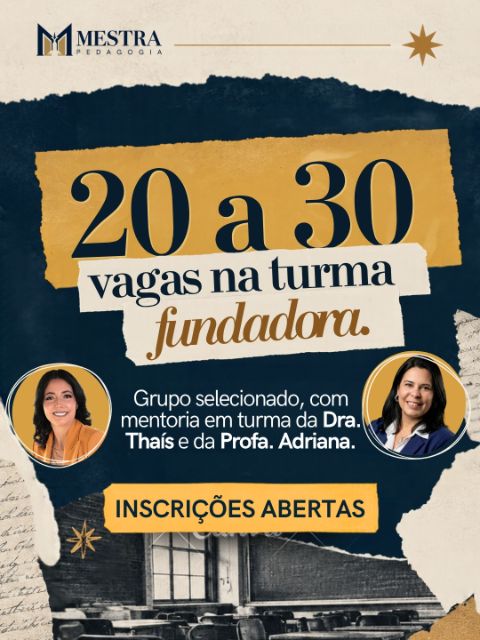 MESTRA
PEDAGOGIA
20 a 30
vagas na turma
fundadora.
Grupo selecionado, com
mentoria em turma da Dra.
Thaís e da Profa. Adriana.
INSCRIÇÕES ABERTAS